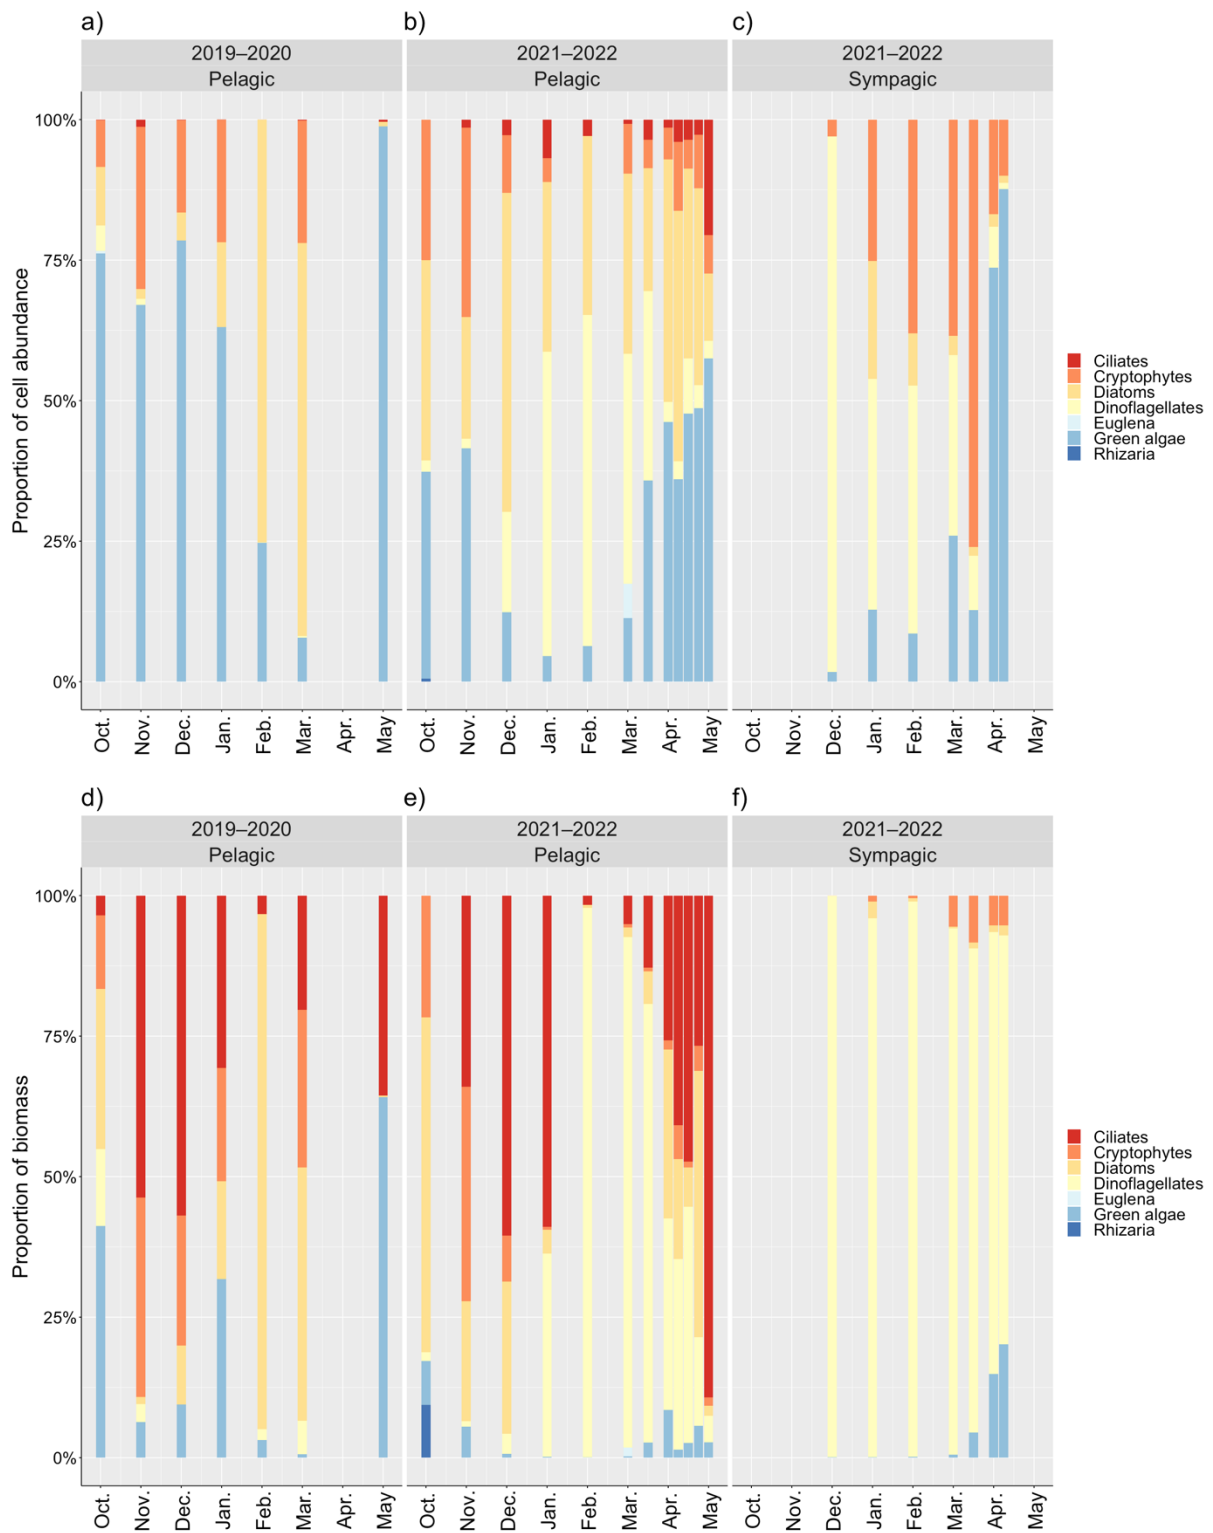 a)
b)
c)
2019–2020
2021–2022
2021–2022
Pelagic
Pelagic
Sympagic
Proportion of cell abundance
100%
75%
50%
25%
0%
Oct.
Nov.
Dec.
Jan.
Feb.
Mar.
Apr.
May
Oct.
Nov.
Dec.
Jan.
Feb.
Mar.
Apr.
May
Oct.
Nov.
Dec.
Jan.
Feb.
Mar.
Apr.
May
Ciliates
Cryptophytes
Diatoms
Dinoflagellates
Euglena
Green algae
Rhizaria
d)
e)
f)
2019–2020
2021–2022
2021–2022
Pelagic
Pelagic
Sympagic
Proportion of biomass
100%
75%
50%
25%
0%
Oct.
Nov.
Dec.
Jan.
Feb.
Mar.
Apr.
May
Oct.
Nov.
Dec.
Jan.
Feb.
Mar.
Apr.
May
Oct.
Nov.
Dec.
Jan.
Feb.
Mar.
Apr.
May
Ciliates
Cryptophytes
Diatoms
Dinoflagellates
Euglena
Green algae
Rhizaria